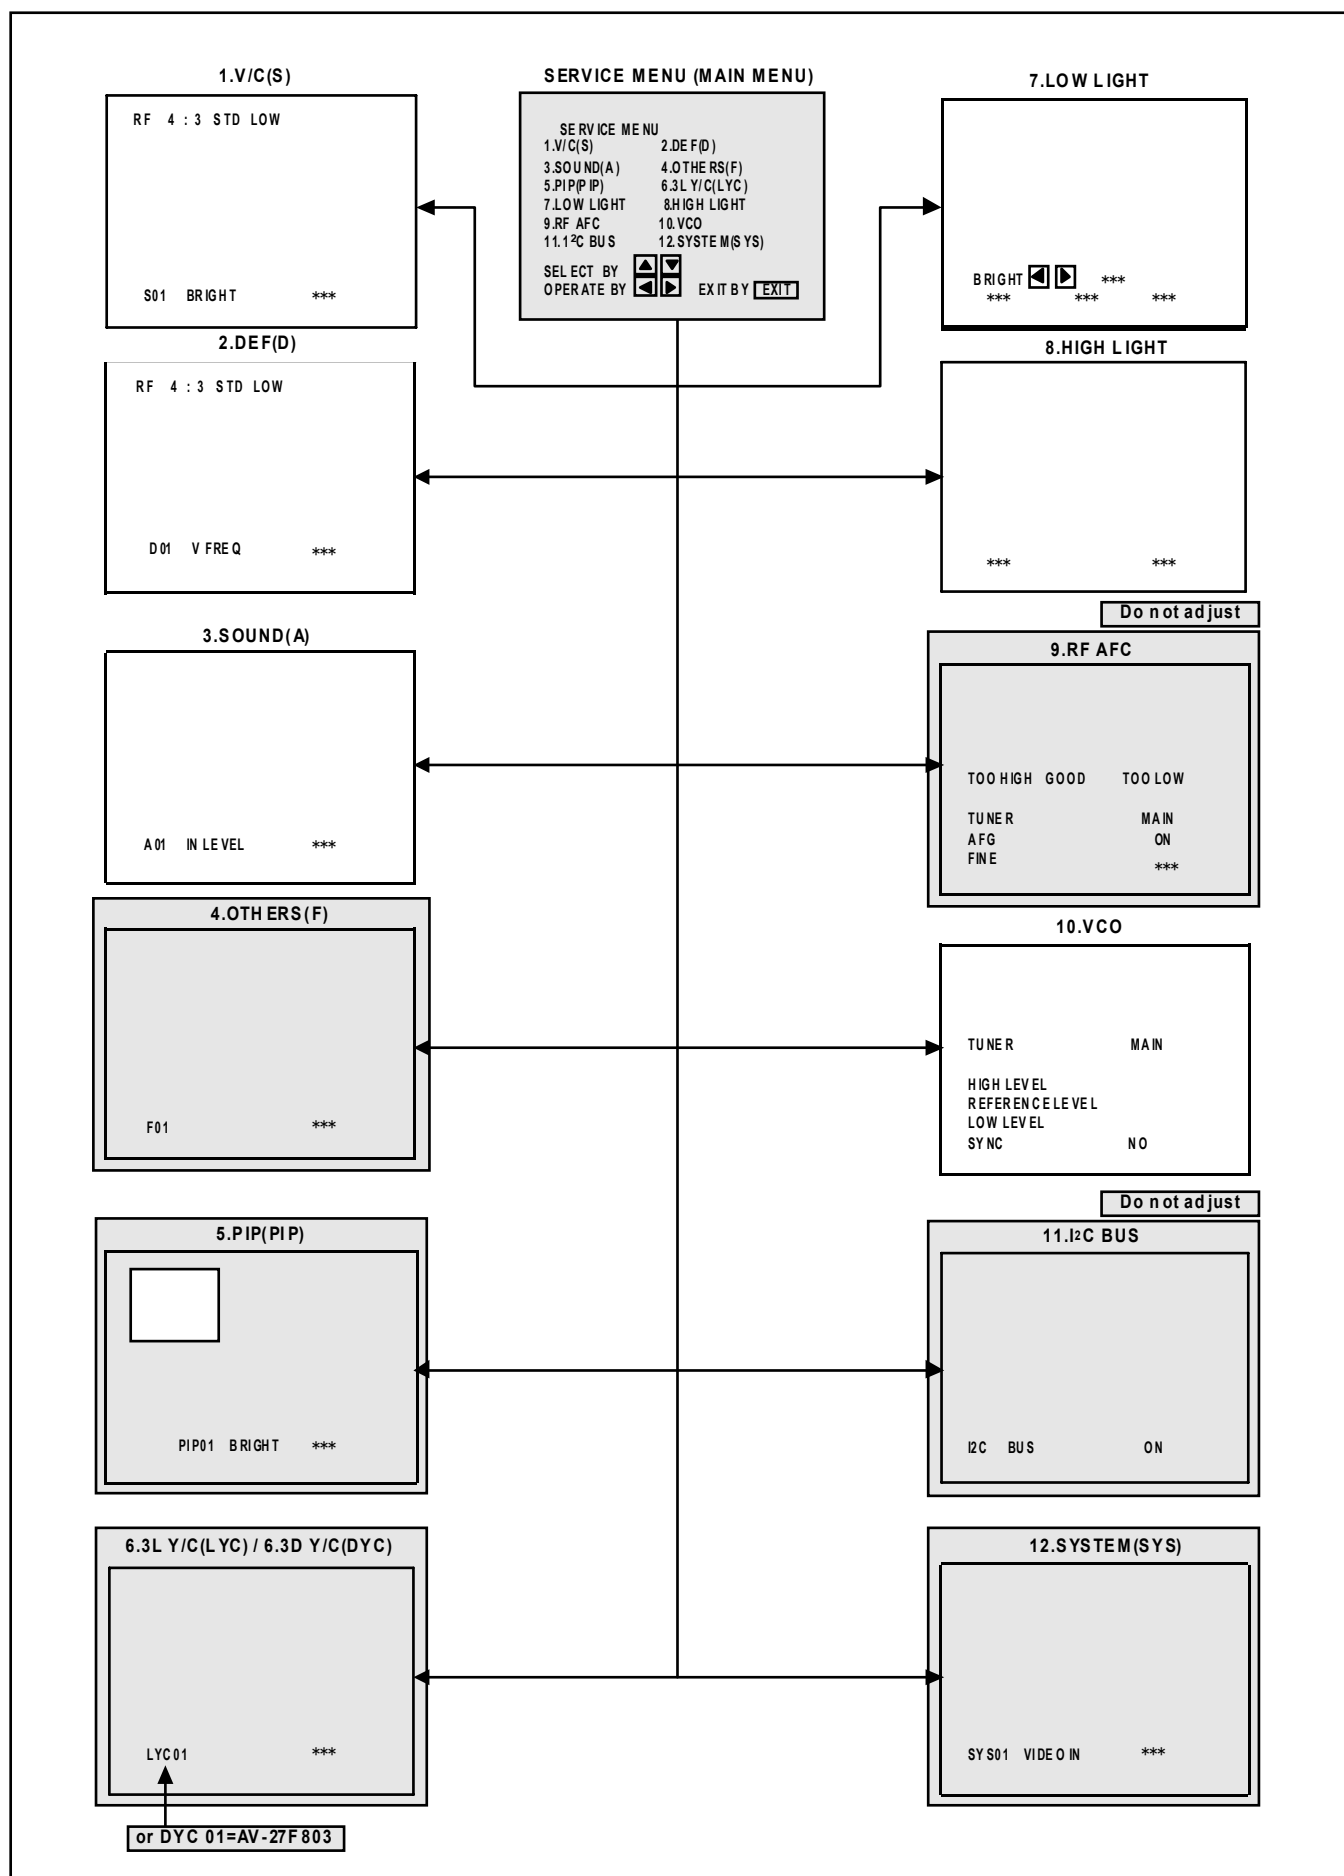 SERVICE MENU (MAIN MENU)
SERVICE MENU
1.V/C(S) 2.DEF(D)
3.SOUND(A) 4.OTHERS(F)
5.PIP(PIP) 6.3L Y/C(LYC)
7.LOW LIGHT 8.HIGH LIGHT
9.RF AFC 10.VCO
11.1²C BUS 12.SYSTEM(SYS)
SELECT BY ▲ ▼
OPERATE BY ◀ ▶ EXIT BY EXIT
1.V/C(S)
RF 4 : 3 STD LOW
S01 BRIGHT ***
2.DEF(D)
RF 4 : 3 STD LOW
D01 V FREQ ***
3.SOUND(A)
A01 IN LEVEL ***
4.OTHERS(F)
F01 ***
5.PIP(PIP)
PIP01 BRIGHT ***
6.3L Y/C(LYC) / 6.3D Y/C(DYC)
LYC01 ***
or DYC 01=AV-27F803
7.LOW LIGHT
BRIGHT ◀ ▶ ***
*** *** ***
8.HIGH LIGHT
*** ***
Do not adjust
9.RF AFC
TOO HIGH GOOD TOO LOW
TUNER MAIN
AFG ON
FINE ***
10.VCO
TUNER MAIN
HIGH LEVEL
REFERENCE LEVEL
LOW LEVEL
SYNC NO
Do not adjust
11.I²C BUS
I2C BUS ON
12.SYSTEM(SYS)
SYS01 VIDEO IN ***